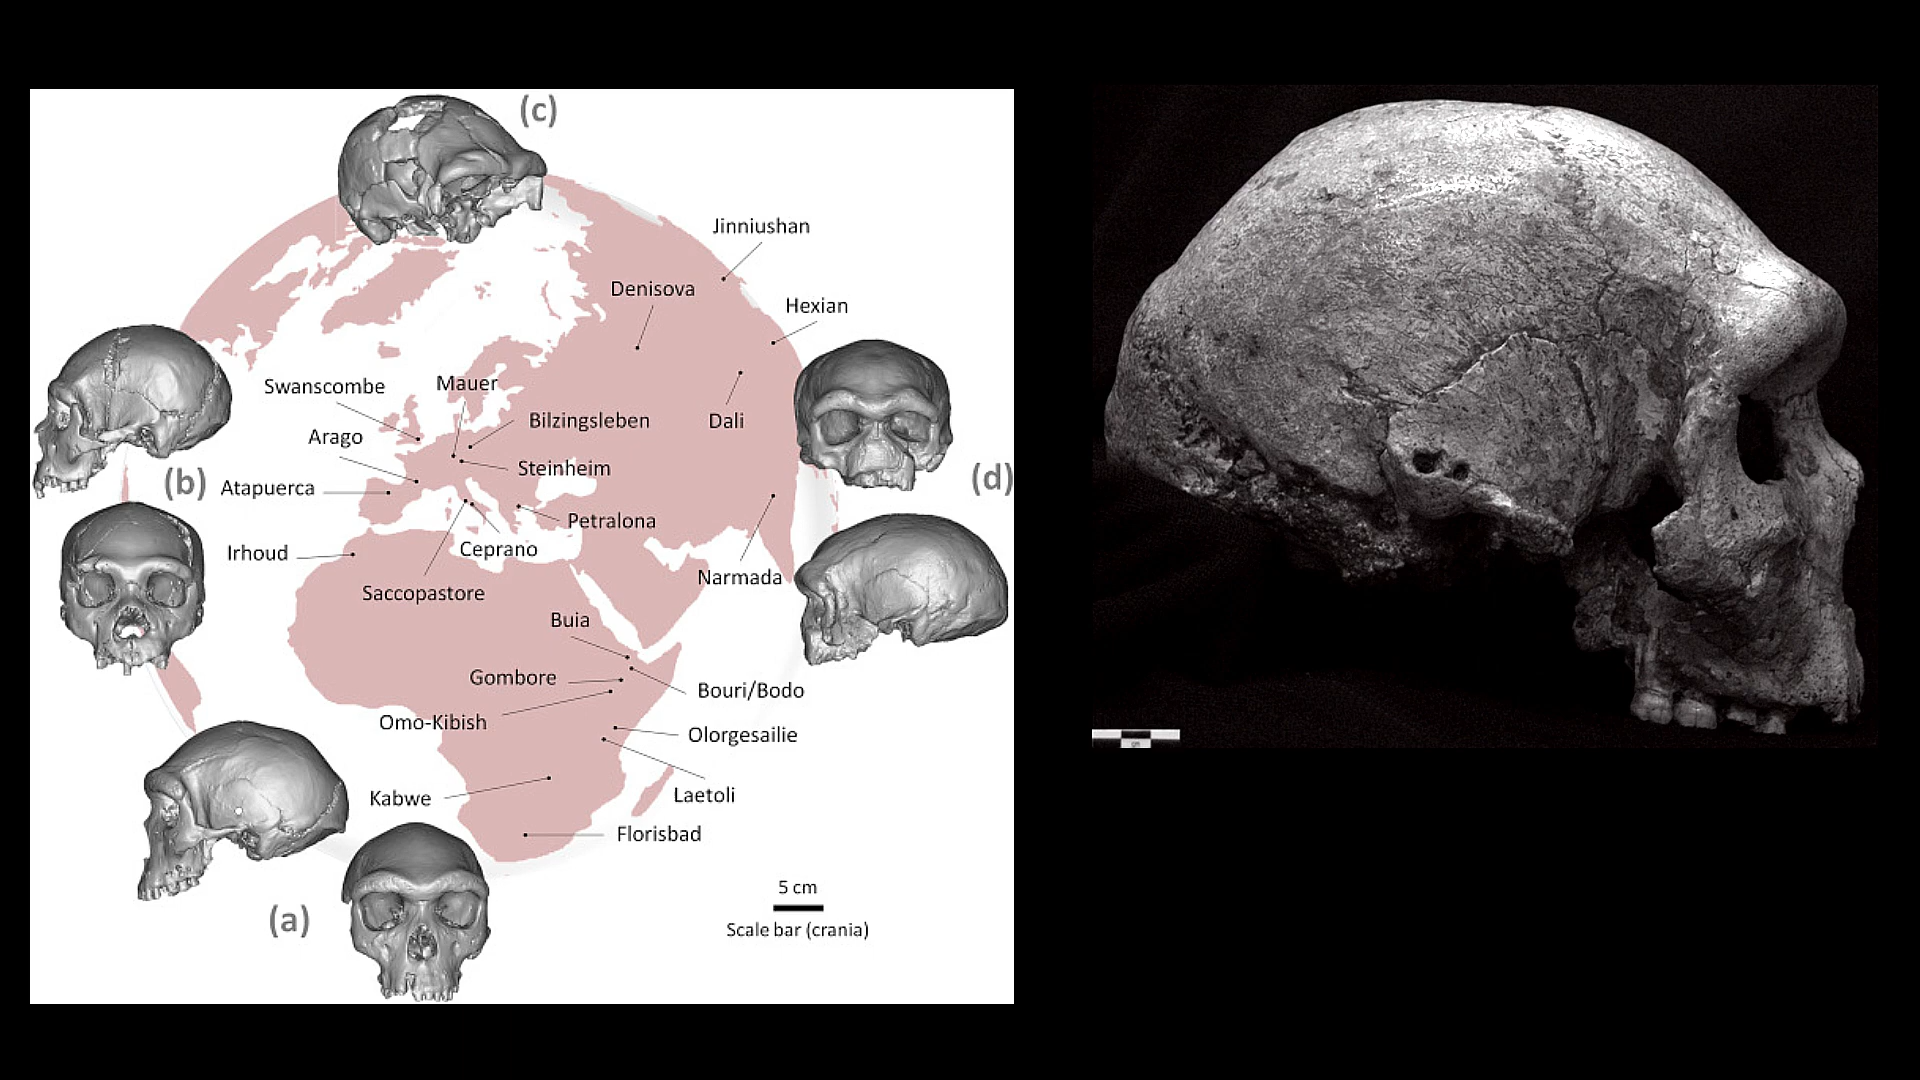 (c)
Jinniushan
Denisova
Hexian
Swanscombe
Mauer
Bilzingsleben
Dali
Arago
Steinheim
(b)
Atapuerca
(d)
Petralona
Irhoud
Ceprano
Narmada
Saccopastore
Buia
Gombore
Bouri/Bodo
Omo-Kibish
Olorgesailie
Kabwe
Laetoli
Florisbad
5 cm
(a)
Scale bar (crania)
cm